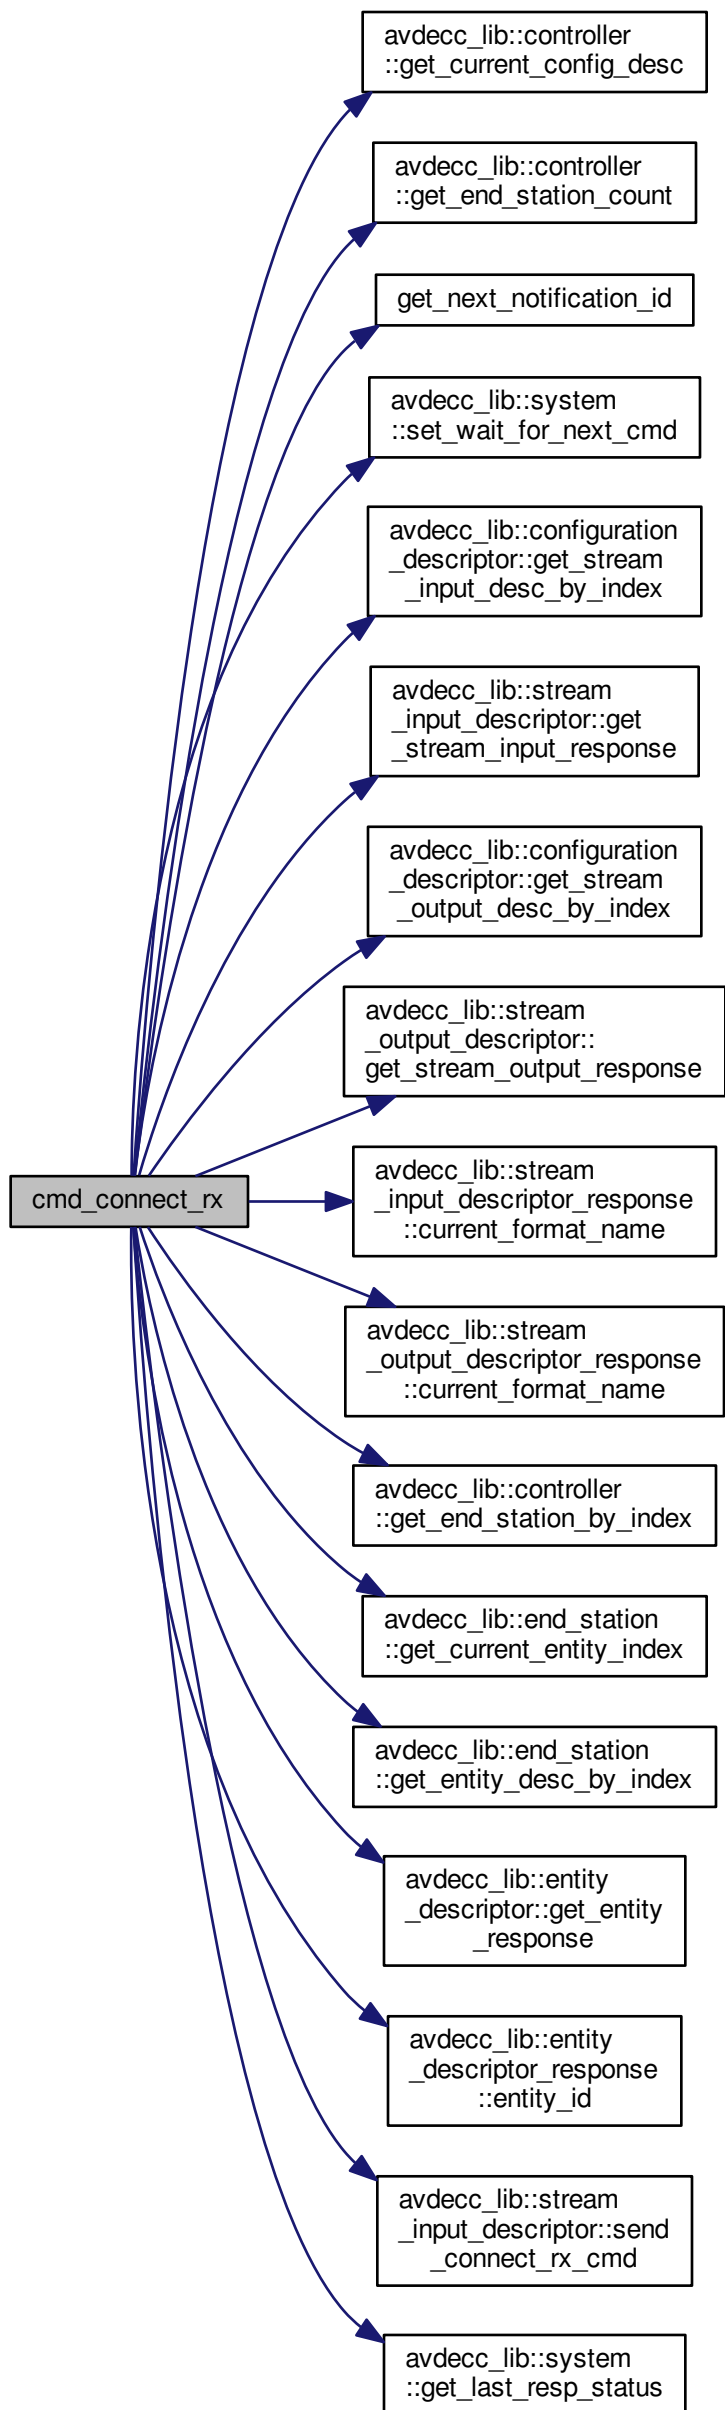 avdecc_lib::controller
::get_current_config_desc
avdecc_lib::controller
::get_end_station_count
get_next_notification_id
avdecc_lib::system
::set_wait_for_next_cmd
avdecc_lib::configuration
_descriptor::get_stream
_input_desc_by_index
avdecc_lib::stream
_input_descriptor::get
_stream_input_response
avdecc_lib::configuration
_descriptor::get_stream
_output_desc_by_index
avdecc_lib::stream
_output_descriptor::
get_stream_output_response
cmd_connect_rx
avdecc_lib::stream
_input_descriptor_response
::current_format_name
avdecc_lib::stream
_output_descriptor_response
::current_format_name
avdecc_lib::controller
::get_end_station_by_index
avdecc_lib::end_station
::get_current_entity_index
avdecc_lib::end_station
::get_entity_desc_by_index
avdecc_lib::entity
_descriptor::get_entity
_response
avdecc_lib::entity
_descriptor_response
::entity_id
avdecc_lib::stream
_input_descriptor::send
_connect_rx_cmd
avdecc_lib::system
::get_last_resp_status